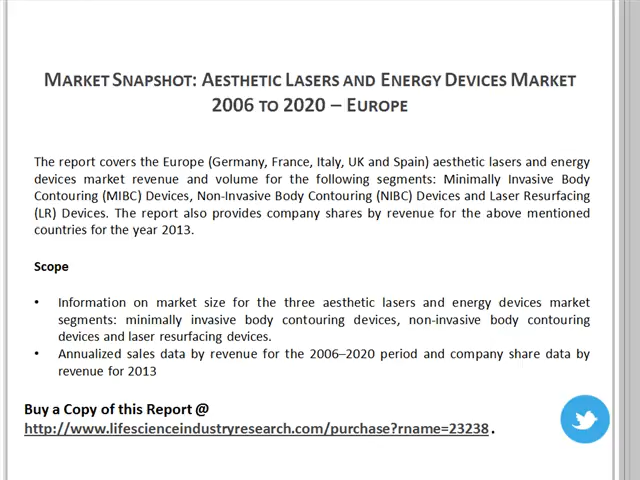 MARKET SNAPSHOT: AESTHETIC LASERS AND ENERGY DEVICES MARKET
2006 TO 2020 – EUROPE
The report covers the Europe (Germany, France, Italy, UK and Spain) aesthetic lasers and energy
devices market revenue and volume for the following segments: Minimally Invasive Body
Contouring (MIBC) Devices, Non-Invasive Body Contouring (NIBC) Devices and Laser Resurfacing
(LR) Devices. The report also provides company shares by revenue for the above mentioned
countries for the year 2013.
Scope
• Information on market size for the three aesthetic lasers and energy devices market
segments: minimally invasive body contouring devices, non-invasive body contouring
devices and laser resurfacing devices.
• Annualized sales data by revenue for the 2006–2020 period and company share data by
revenue for 2013
Buy a Copy of this Report @
http://www.lifescienceindustryresearch.com/purchase?rname=23238 .